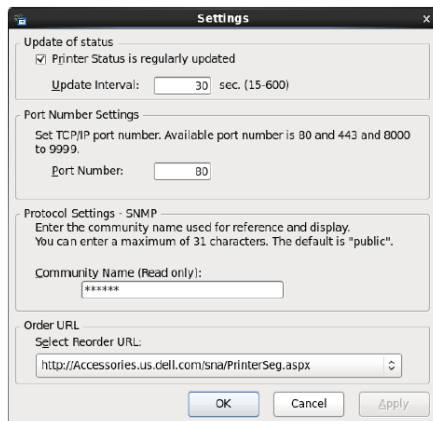 Settings
x
Update of status
Printer Status is regularly updated
Update Interval: 30 sec. (15-600)
Port Number Settings
Set TCP/IP port number. Available port number is 80 and 443 and 8000
to 9999.
Port Number: 80
Protocol Settings - SNMP
Enter the community name used for reference and display.
You can enter a maximum of 31 characters. The default is "public".
Community Name (Read only):
******
Order URL
Select Reorder URL:
http://Accessories.us.dell.com/sna/PrinterSeg.aspx
OK Cancel Apply